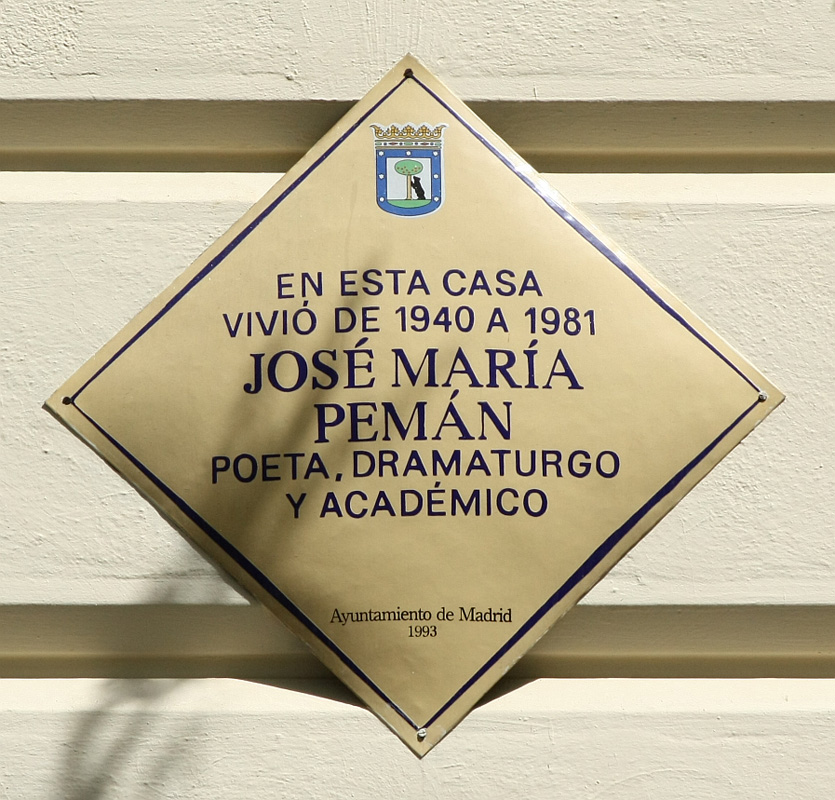 EN ESTA CASA
VIVIÓ DE 1940 A 1981
JOSÉ MARÍA
PEMÁN
POETA, DRAMATURGO
Y ACADÉMICO
Ayuntamiento de Madrid
1993